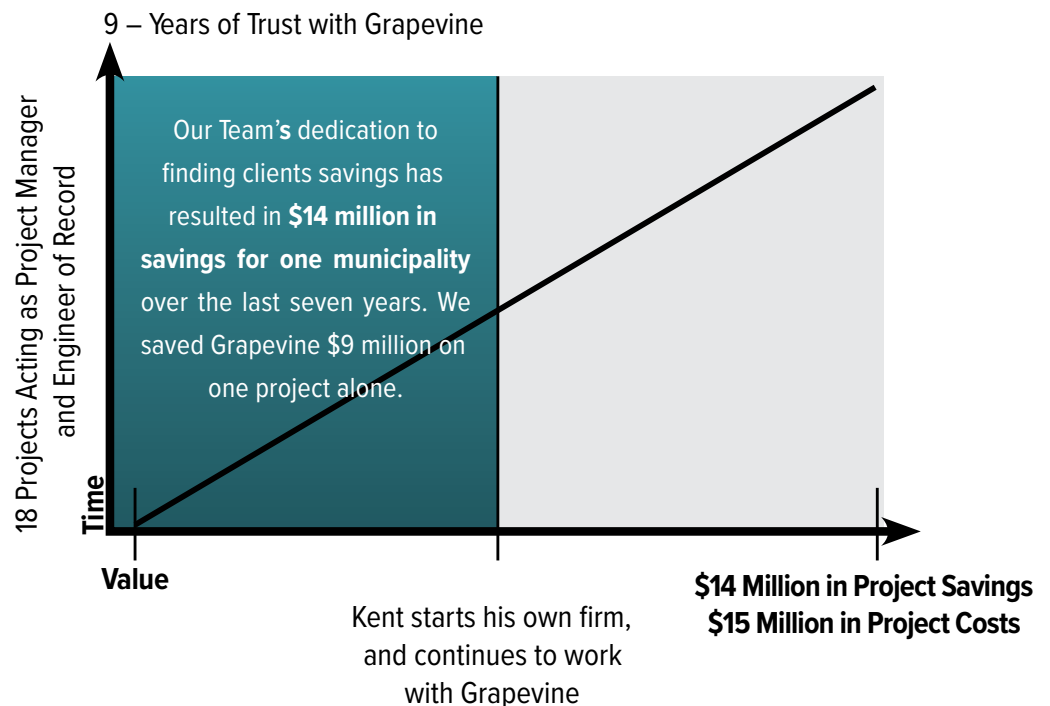 9 – Years of Trust with Grapevine
18 Projects Acting as Project Manager
and Engineer of Record
Our Team's dedication to
finding clients savings has
resulted in $14 million in
savings for one municipality
over the last seven years. We
saved Grapevine $9 million on
one project alone.
Time
Value
Kent starts his own firm,
and continues to work
with Grapevine
$14 Million in Project Savings
$15 Million in Project Costs